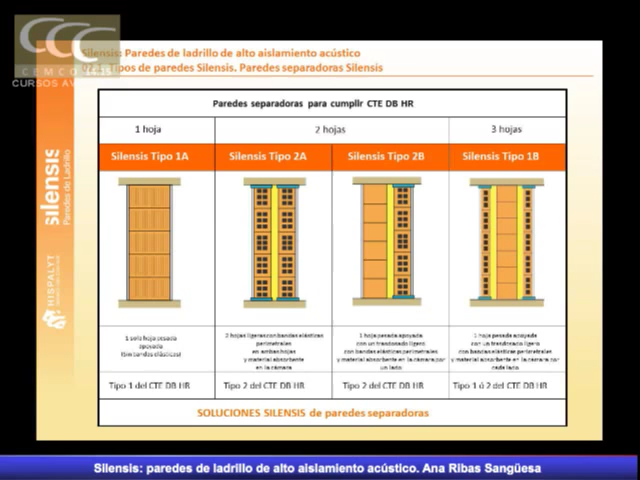 CCC
CEMCO
CURSOS AV
Silensis: Paredes de ladrillo de alto aislamiento acústico
Tipos de paredes Silensis. Paredes separadoras Silensis
Paredes separadoras para cumplir CTE DB HR
1 hoja
2 hojas
3 hojas
Silensis Tipo 1A
Silensis Tipo 2A
Silensis Tipo 2B
Silensis Tipo 1B
1 sola hoja pesada
apoyada
(sin bandas elásticas)
2 hojas ligeras con bandas elásticas
perimetrales
en ambas hojas
y material absorbente
en la cámara
1 hoja pesada apoyada
con un trasdosado ligero
con bandas elásticas perimetrales
y material absorbente en la cámara por
un lado
1 hoja pesada apoyada
con un trasdosado ligero
con bandas elásticas perimetrales
y material absorbente en la cámara por
cada lado
Tipo 1 del CTE DB HR
Tipo 2 del CTE DB HR
Tipo 2 del CTE DB HR
Tipo 1 ó 2 del CTE DB HR
SOLUCIONES SILENSIS de paredes separadoras
silensis
Paredes de Ladrillo
HISPALYT
Silensis: paredes de ladrillo de alto aislamiento acústico. Ana Ribas Sangüesa